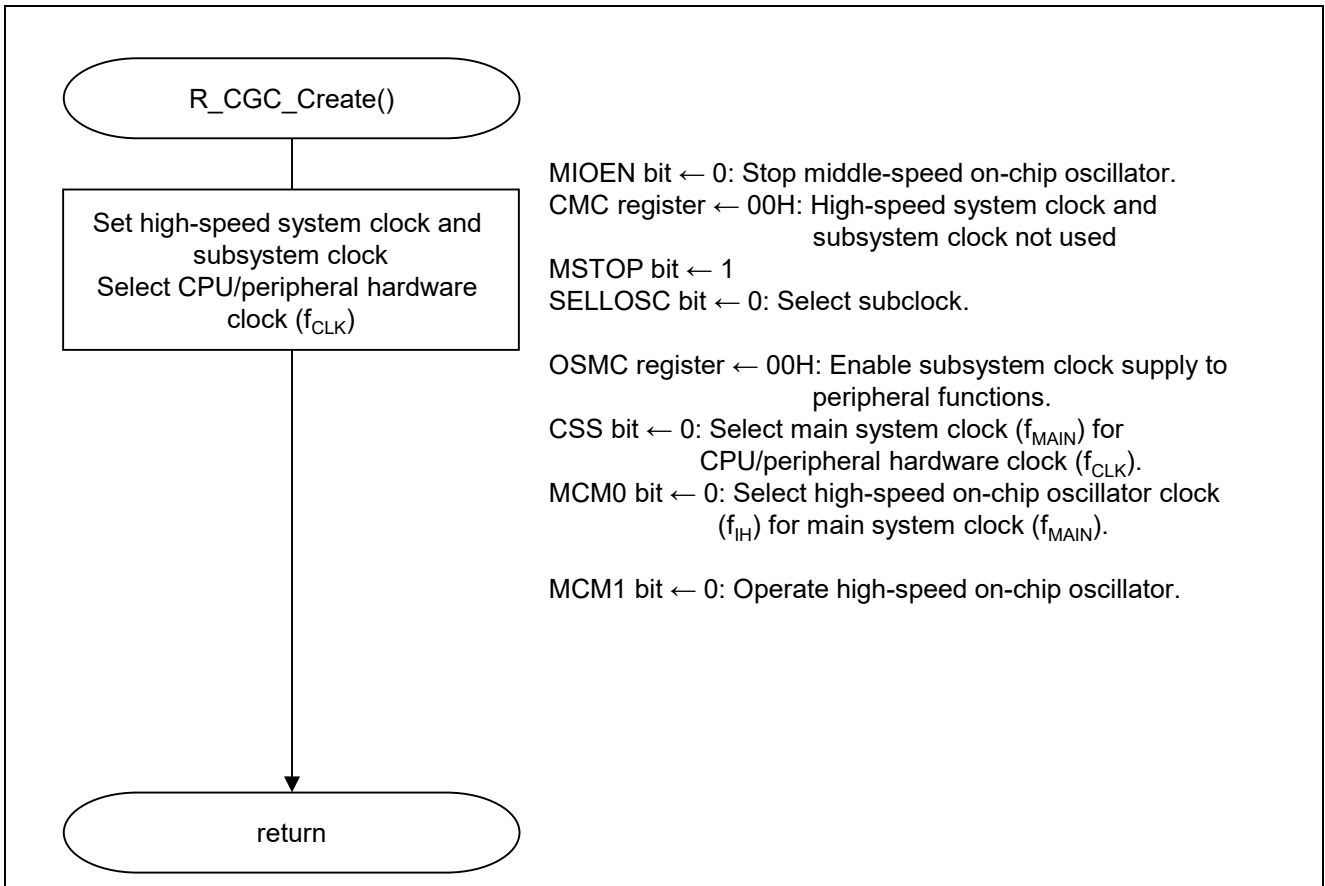 R_CGC_Create()
Set high-speed system clock and
subsystem clock
Select CPU/peripheral hardware
clock (fCLK)
MIOEN bit ← 0: Stop middle-speed on-chip oscillator.
CMC register ← 00H: High-speed system clock and
subsystem clock not used
MSTOP bit ← 1
SELLOSC bit ← 0: Select subclock.
OSMC register ← 00H: Enable subsystem clock supply to
peripheral functions.
CSS bit ← 0: Select main system clock (fMAIN) for
CPU/peripheral hardware clock (fCLK).
MCM0 bit ← 0: Select high-speed on-chip oscillator clock
(fIH) for main system clock (fMAIN).
MCM1 bit ← 0: Operate high-speed on-chip oscillator.
return